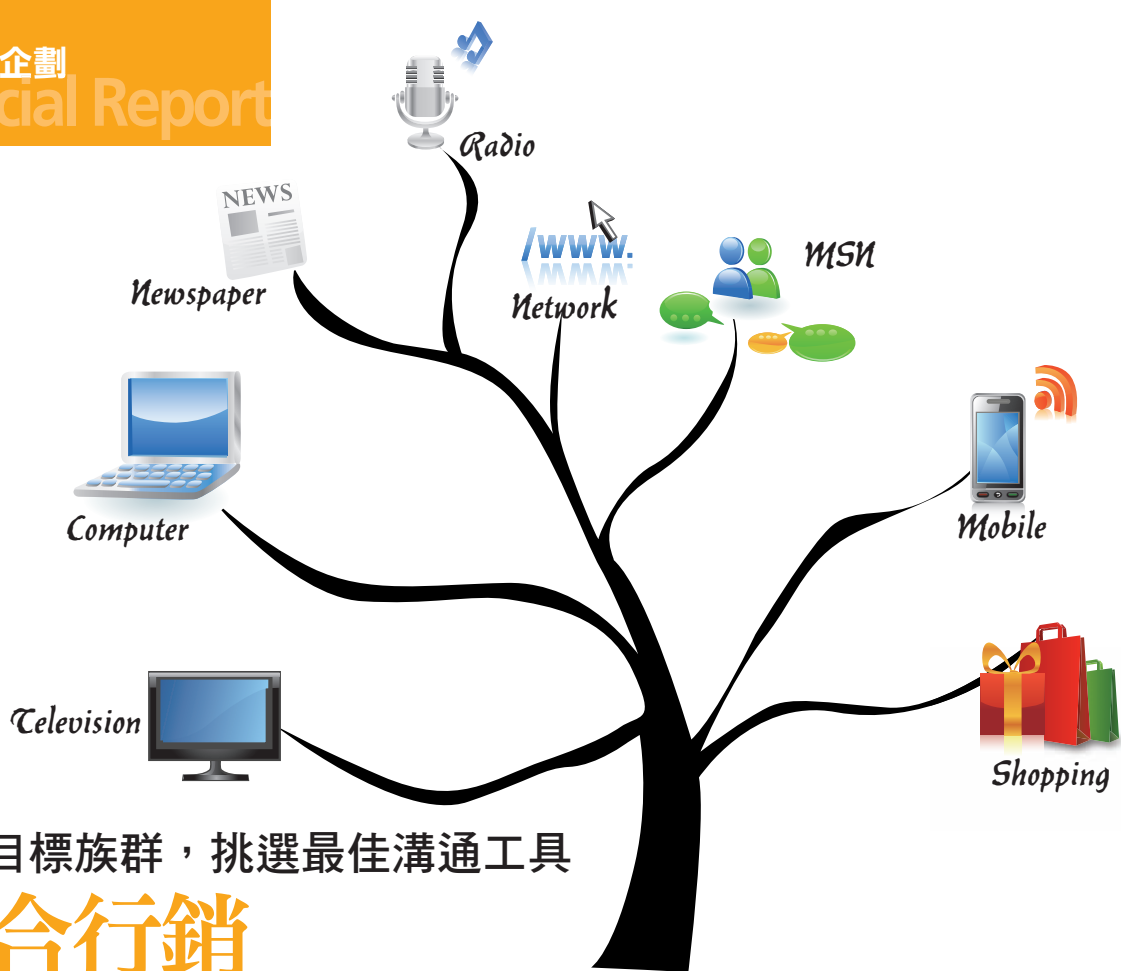 企劃
cial Report
Radio
NEWS
Newspaper
/www.
Network
MSN
Computer
Mobile
Television
Shopping
目標族群，挑選最佳溝通工具
合行銷